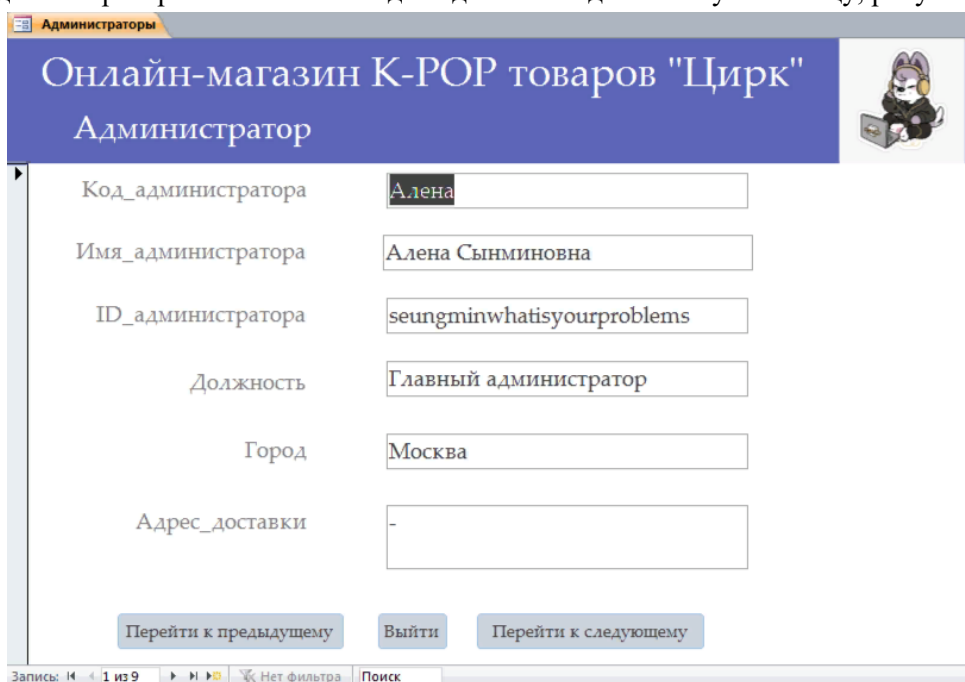 Администраторы
Онлайн-магазин K-POP товаров "Цирк"
Администратор
Код_администратора Алена
Имя_администратора Алена Сынминовна
ID_администратора seungminwhatisyourproblems
Должность Главный администратор
Город Москва
Адрес_доставки -
Перейти к предыдущему Выйти Перейти к следующему
Запись: 1 из 9 Нет фильтра Поиск